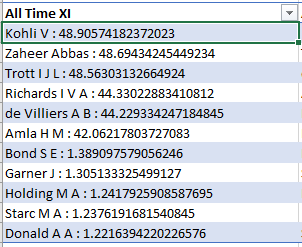 All Time XI
Kohli V : 48.90574182372023
Zaheer Abbas : 48.69434245449234
Trott I J L : 48.56303132664924
Richards I V A : 44.33022883410812
de Villiers A B : 44.229334247184845
Amla H M : 42.06217803727083
Bond S E : 1.389097579056246
Garner J : 1.305133325499127
Holding M A : 1.2417925908587695
Starc M A : 1.2376191681540845
Donald A A : 1.2216394220226576